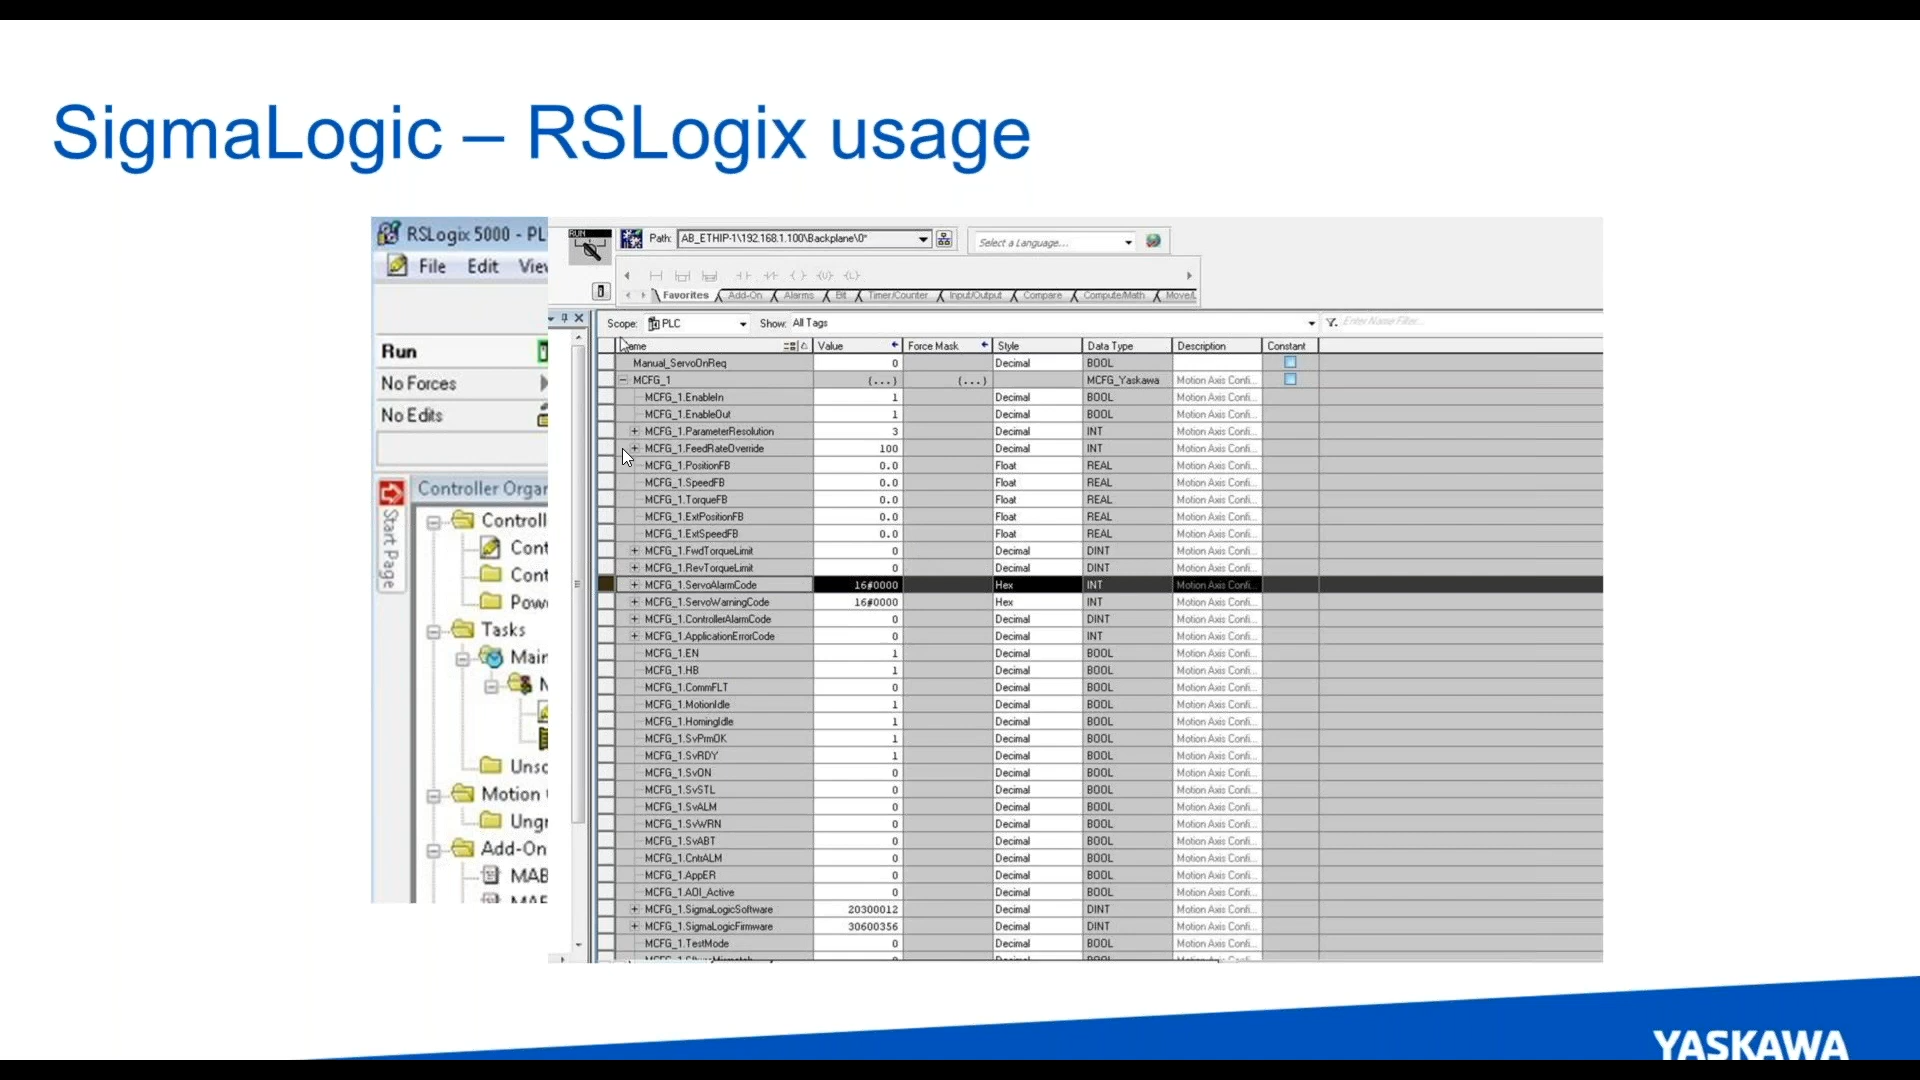 SigmaLogic – RSLogix usage
RSLogix 5000 - PL
File Edit View
Run
No Forces
No Edits
Start Page
Controller Organ
Controll
Cont
Cont
Pow
Tasks
Main
Unsc
Motion
Ungr
Add-On
MAB
RUN
Path: AB_ETHIP-1\192.168.1.100\Backplane\0*
Select a Language...
Favorites Add-On Alarms Bit Timer/Counter Input/Output Compare Compute/Math Move/L
Scope: PLC Show: All Tags Enter Name Filter...
Name Value Force Mask Style Data Type Description Constant
Manual_ServoOnReq 0 Decimal BOOL
MCFG_1 {...} {...} MCFG_Yaskawa Motion Axis Confi...
MCFG_1.EnableIn 1 Decimal BOOL Motion Axis Confi...
MCFG_1.EnableOut 1 Decimal BOOL Motion Axis Confi...
MCFG_1.ParameterResolution 3 Decimal INT Motion Axis Confi...
MCFG_1.FeedRateOverride 100 Decimal INT Motion Axis Confi...
MCFG_1.PositionFB 0.0 Float REAL Motion Axis Confi...
MCFG_1.SpeedFB 0.0 Float REAL Motion Axis Confi...
MCFG_1.TorqueFB 0.0 Float REAL Motion Axis Confi...
MCFG_1.ExtPositionFB 0.0 Float REAL Motion Axis Confi...
MCFG_1.ExtSpeedFB 0.0 Float REAL Motion Axis Confi...
MCFG_1.FwdTorqueLimit 0 Decimal DINT Motion Axis Confi...
MCFG_1.RevTorqueLimit 0 Decimal DINT Motion Axis Confi...
MCFG_1.ServoAlarmCode 16#0000 Hex INT Motion Axis Confi...
MCFG_1.ServoWarningCode 16#0000 Hex INT Motion Axis Confi...
MCFG_1.ControllerAlarmCode 0 Decimal DINT Motion Axis Confi...
MCFG_1.ApplicationErrorCode 0 Decimal INT Motion Axis Confi...
MCFG_1.EN 1 Decimal BOOL Motion Axis Confi...
MCFG_1.HB 1 Decimal BOOL Motion Axis Confi...
MCFG_1.CommFLT 0 Decimal BOOL Motion Axis Confi...
MCFG_1.MotionIdle 1 Decimal BOOL Motion Axis Confi...
MCFG_1.HomingIdle 1 Decimal BOOL Motion Axis Confi...
MCFG_1.SvPrmOK 1 Decimal BOOL Motion Axis Confi...
MCFG_1.SvRDY 1 Decimal BOOL Motion Axis Confi...
MCFG_1.SvON 0 Decimal BOOL Motion Axis Confi...
MCFG_1.SvSTL 0 Decimal BOOL Motion Axis Confi...
MCFG_1.SvALM 0 Decimal BOOL Motion Axis Confi...
MCFG_1.SvWRN 0 Decimal BOOL Motion Axis Confi...
MCFG_1.SvABT 0 Decimal BOOL Motion Axis Confi...
MCFG_1.CntrALM 0 Decimal BOOL Motion Axis Confi...
MCFG_1.AppER 0 Decimal BOOL Motion Axis Confi...
MCFG_1.AOI_Active 0 Decimal BOOL Motion Axis Confi...
MCFG_1.SigmaLogicSoftware 20300012 Decimal DINT Motion Axis Confi...
MCFG_1.SigmaLogicFirmware 30600356 Decimal DINT Motion Axis Confi...
MCFG_1.TestMode 0 Decimal BOOL Motion Axis Confi...
YASKAWA